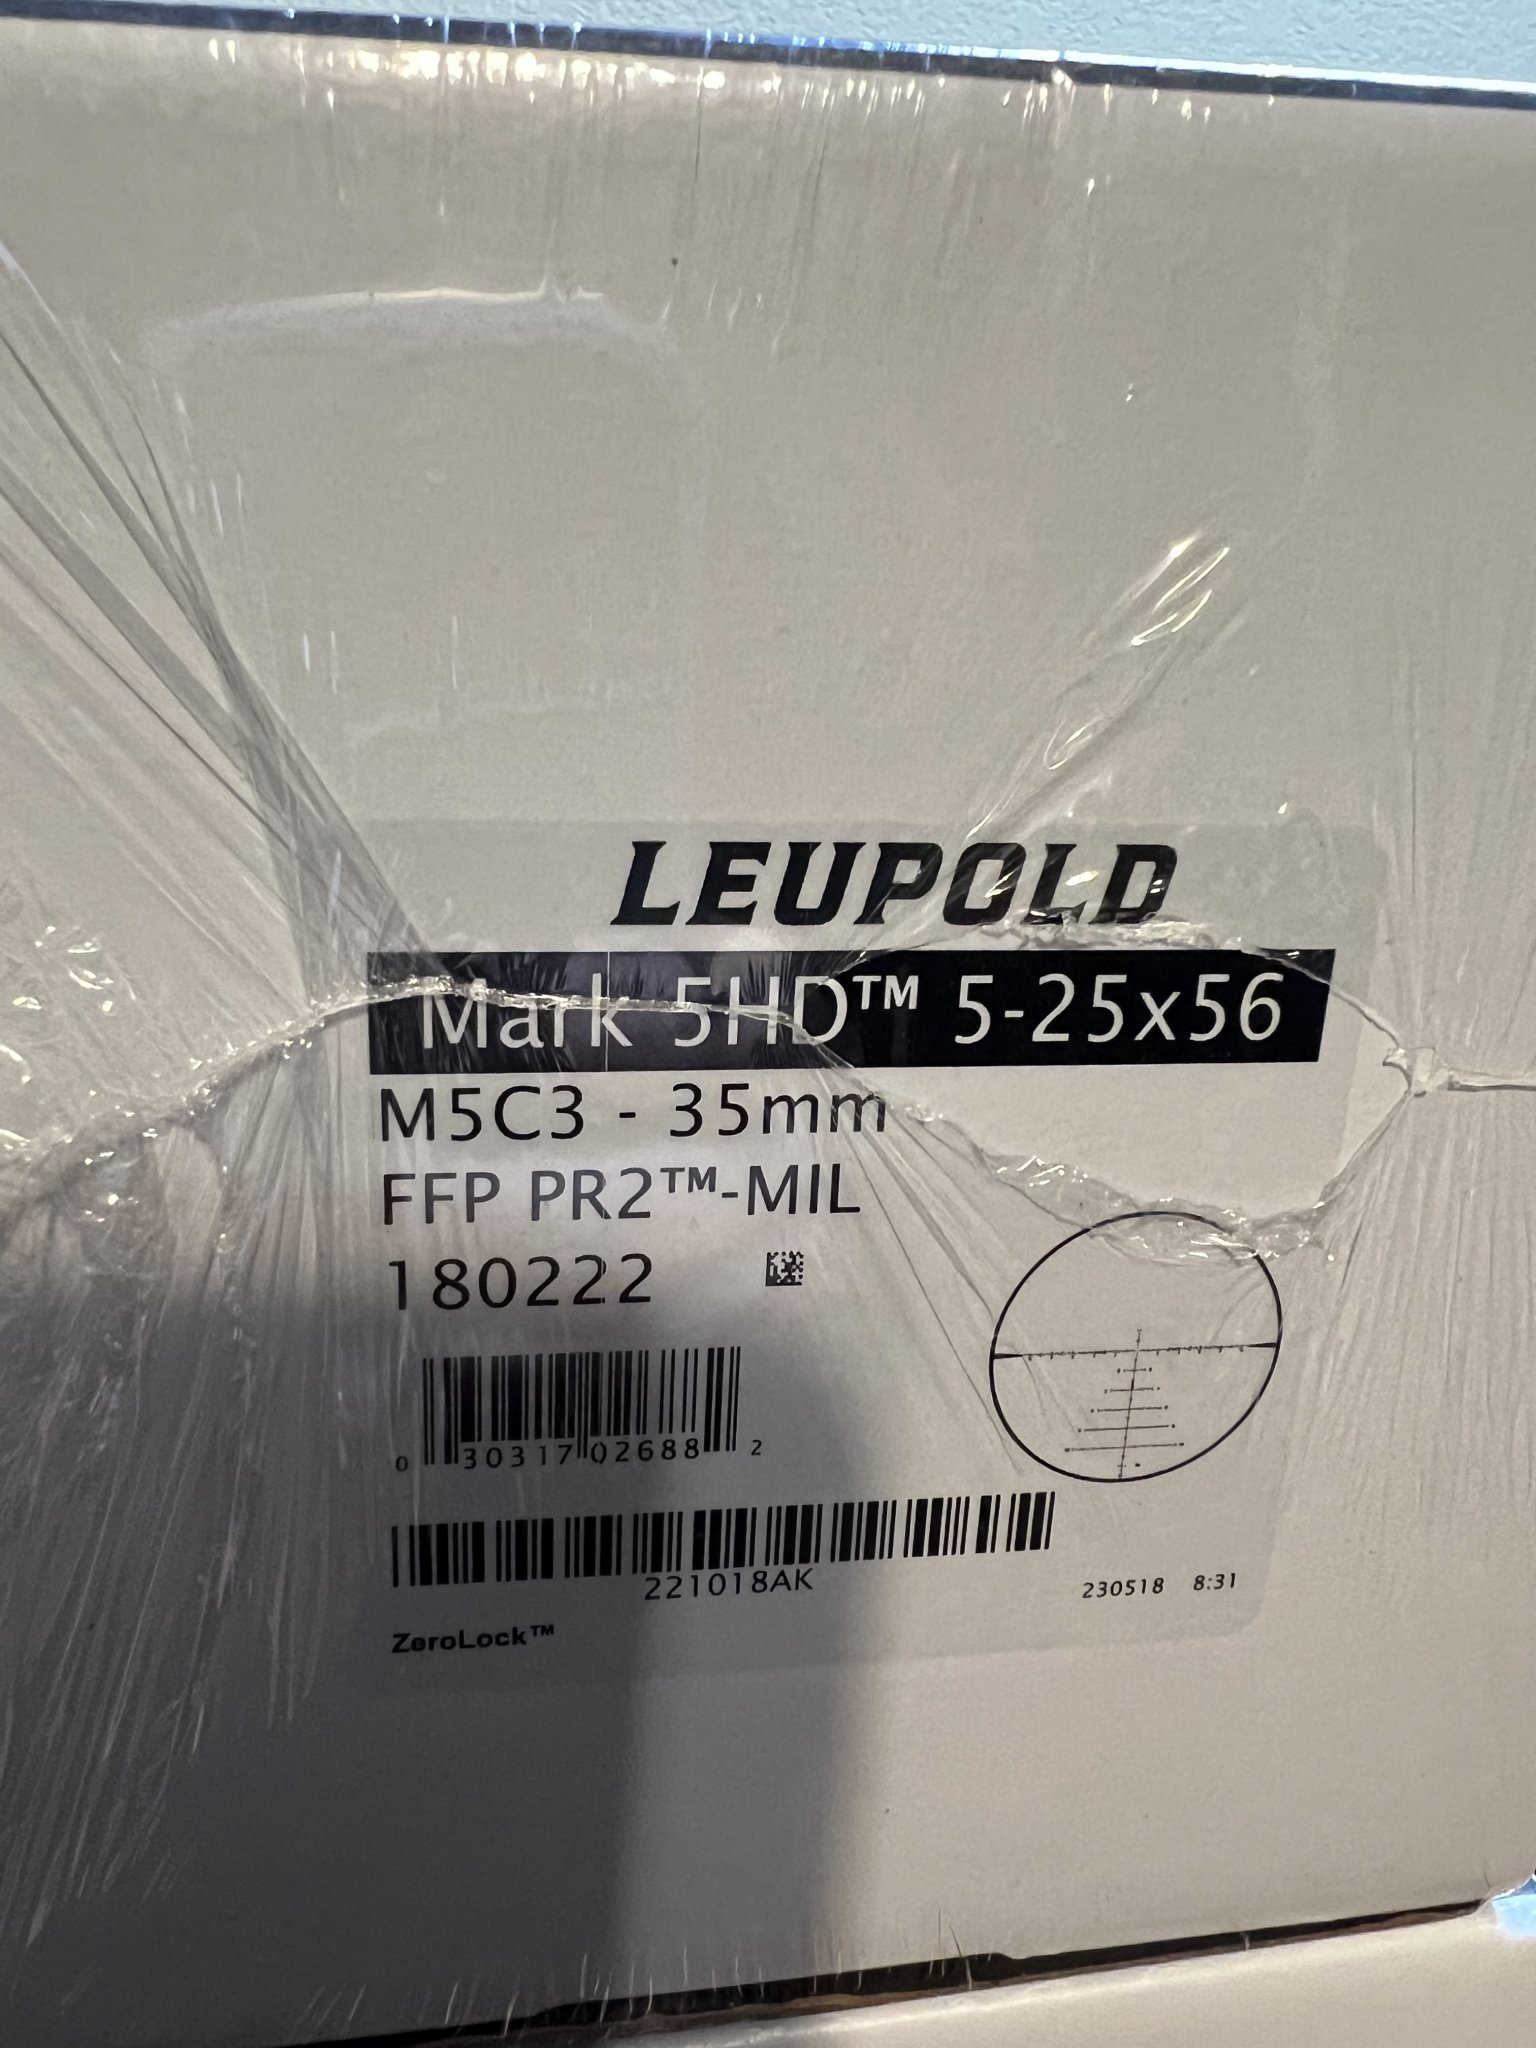 LEUPOLD
Mark 5HD™ 5-25x56
M5C3 - 35mm
FFP PR2™-MIL
180222
0 30317 02688 2
221018AK
230518 8:31
ZeroLock™